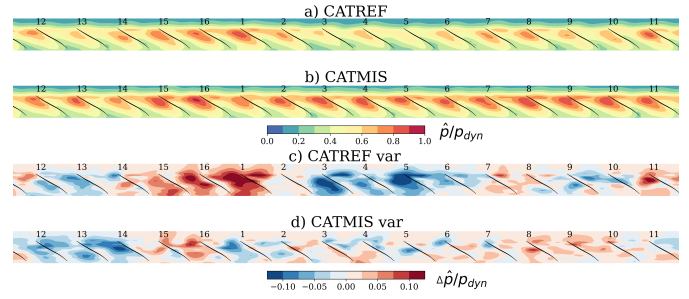 a) CATREF
12 13 14 15 16 1 2 3 4 5 6 7 8 9 10 11
b) CATMIS
12 13 14 15 16 1 2 3 4 5 6 7 8 9 10 11
0.0 0.2 0.4 0.6 0.8 1.0
p̂/p_dyn
c) CATREF var
12 13 14 15 16 1 2 3 4 5 6 7 8 9 10 11
d) CATMIS var
12 13 14 15 16 1 2 3 4 5 6 7 8 9 10 11
−0.10 −0.05 0.00 0.05 0.10
Δp̂/p_dyn